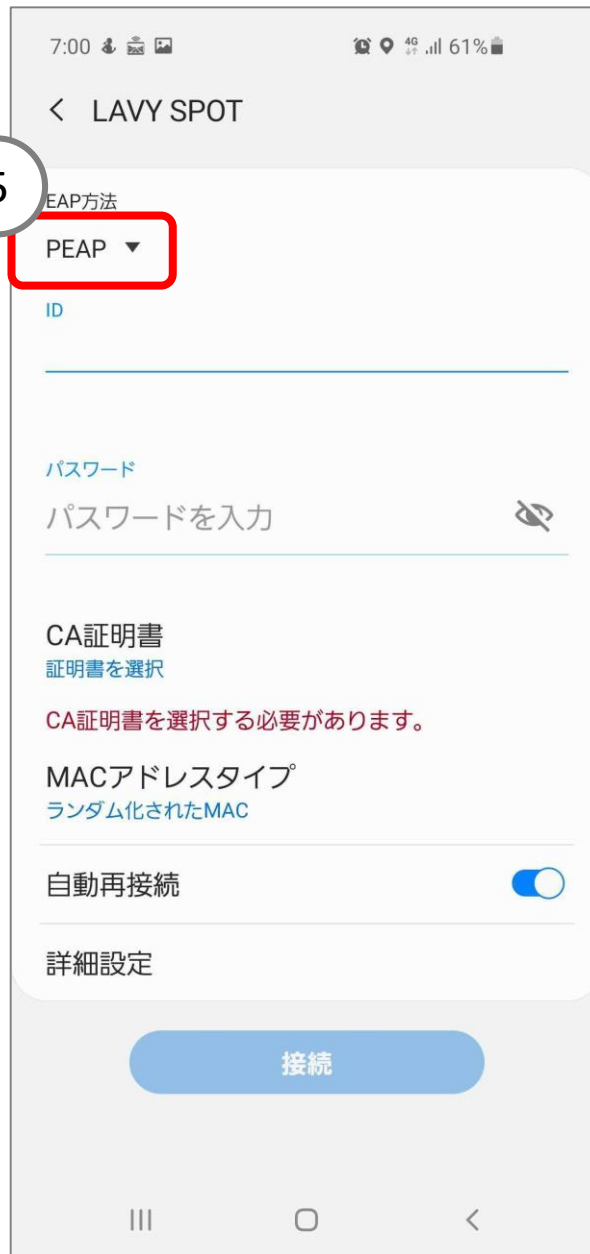 7:00 4G 61%
LAVY SPOT
EAP方法
PEAP
ID
パスワード
パスワードを入力
CA証明書
証明書を選択
CA証明書を選択する必要があります。
MACアドレスタイプ
ランダム化されたMAC
自動再接続
詳細設定
接続